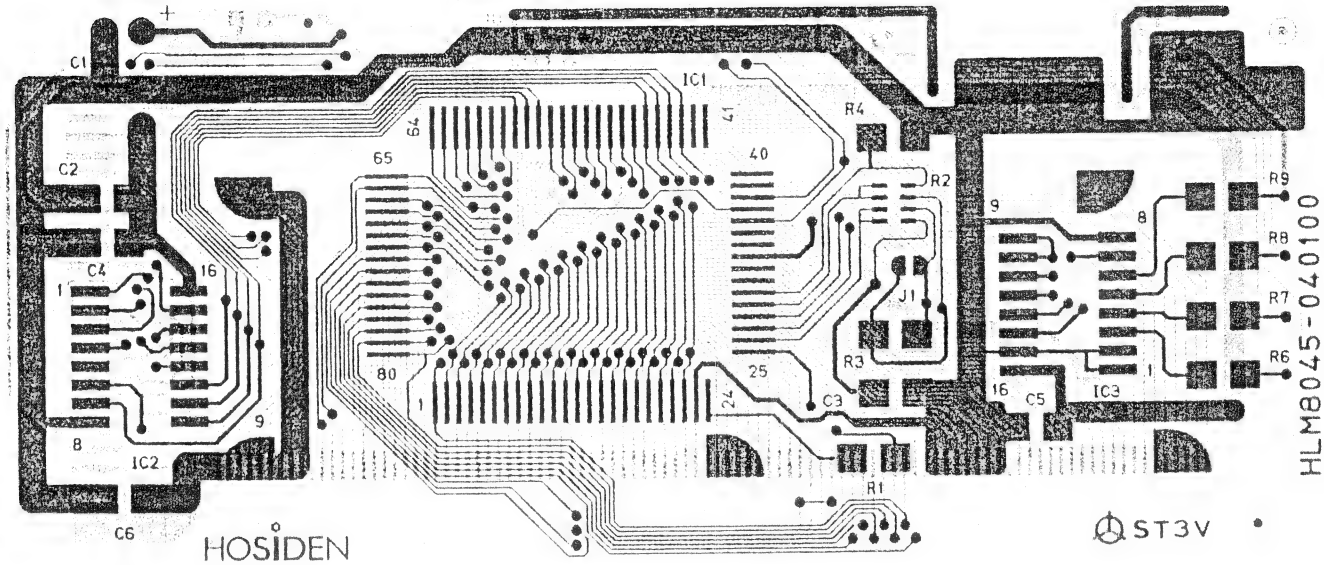 +
C1
IC1
64
41
R4
65
40
C2
R2
R9
9
8
R8
C4
1
16
J1
R7
R3
R6
80
25
1
24
C3
16
C5
IC3
1
8
9
IC2
R1
C6
HOSIDEN
ST3V
HLM8045-040100